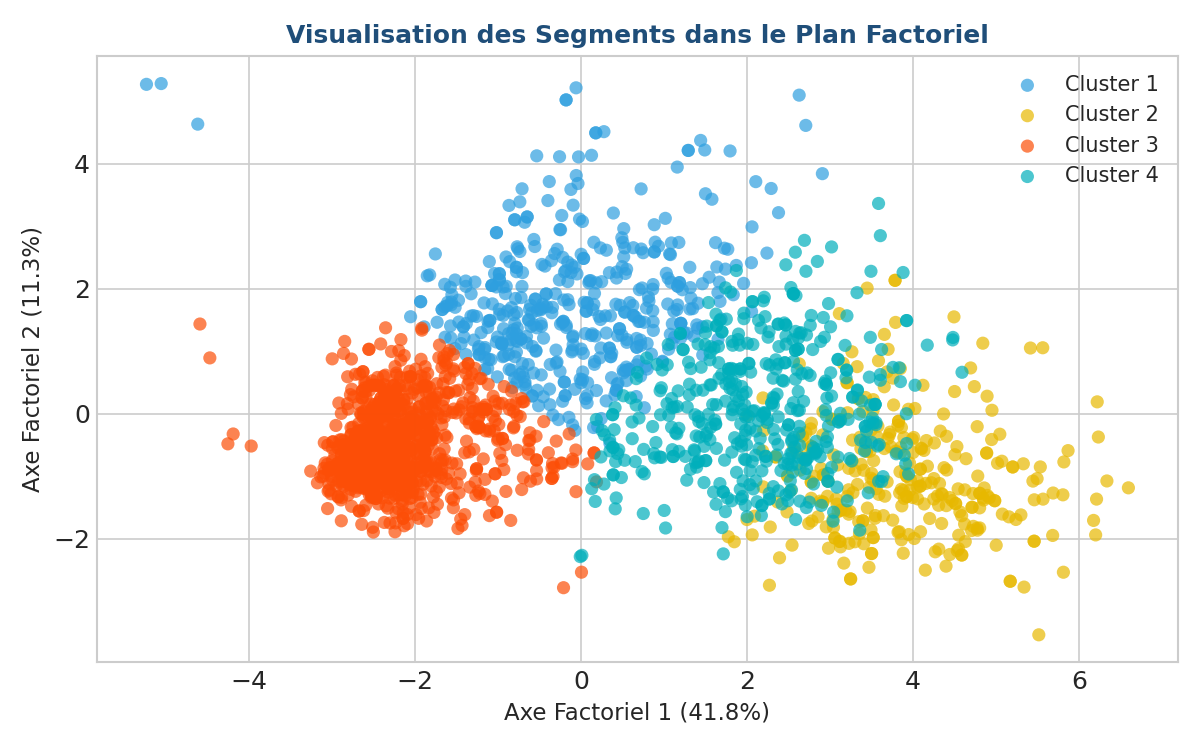 Visualisation des Segments dans le Plan Factoriel
Cluster 1
Cluster 2
Cluster 3
Cluster 4
Axe Factoriel 2 (11.3%)
4
2
0
−2
−4 −2 0 2 4 6
Axe Factoriel 1 (41.8%)